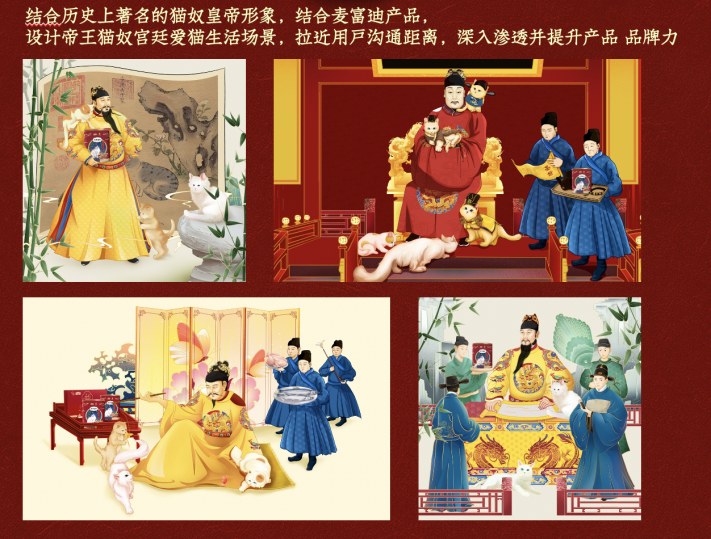 结合历史上著名的猫奴皇帝形象，结合麦富迪产品，
设计帝王猫奴宫廷爱猫生活场景，拉近用户沟通距离，深入渗透并提升产品 品牌力